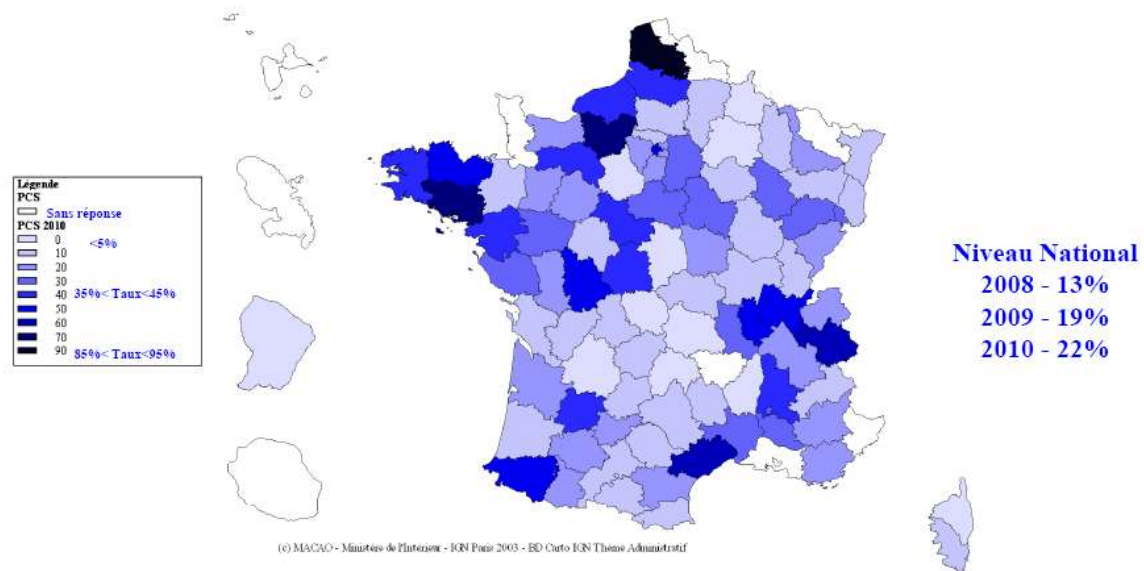 Légende
PCS
Sans réponse
PCS 2010
0 <5%
10
20
30
40 35%< Taux<45%
50
60
70
90 85%< Taux<95%
Niveau National
2008 - 13%
2009 - 19%
2010 - 22%
(c) MACAO - Ministère de l'Intérieur - IGN Paris 2003 - BD Carto IGN Thème Administratif